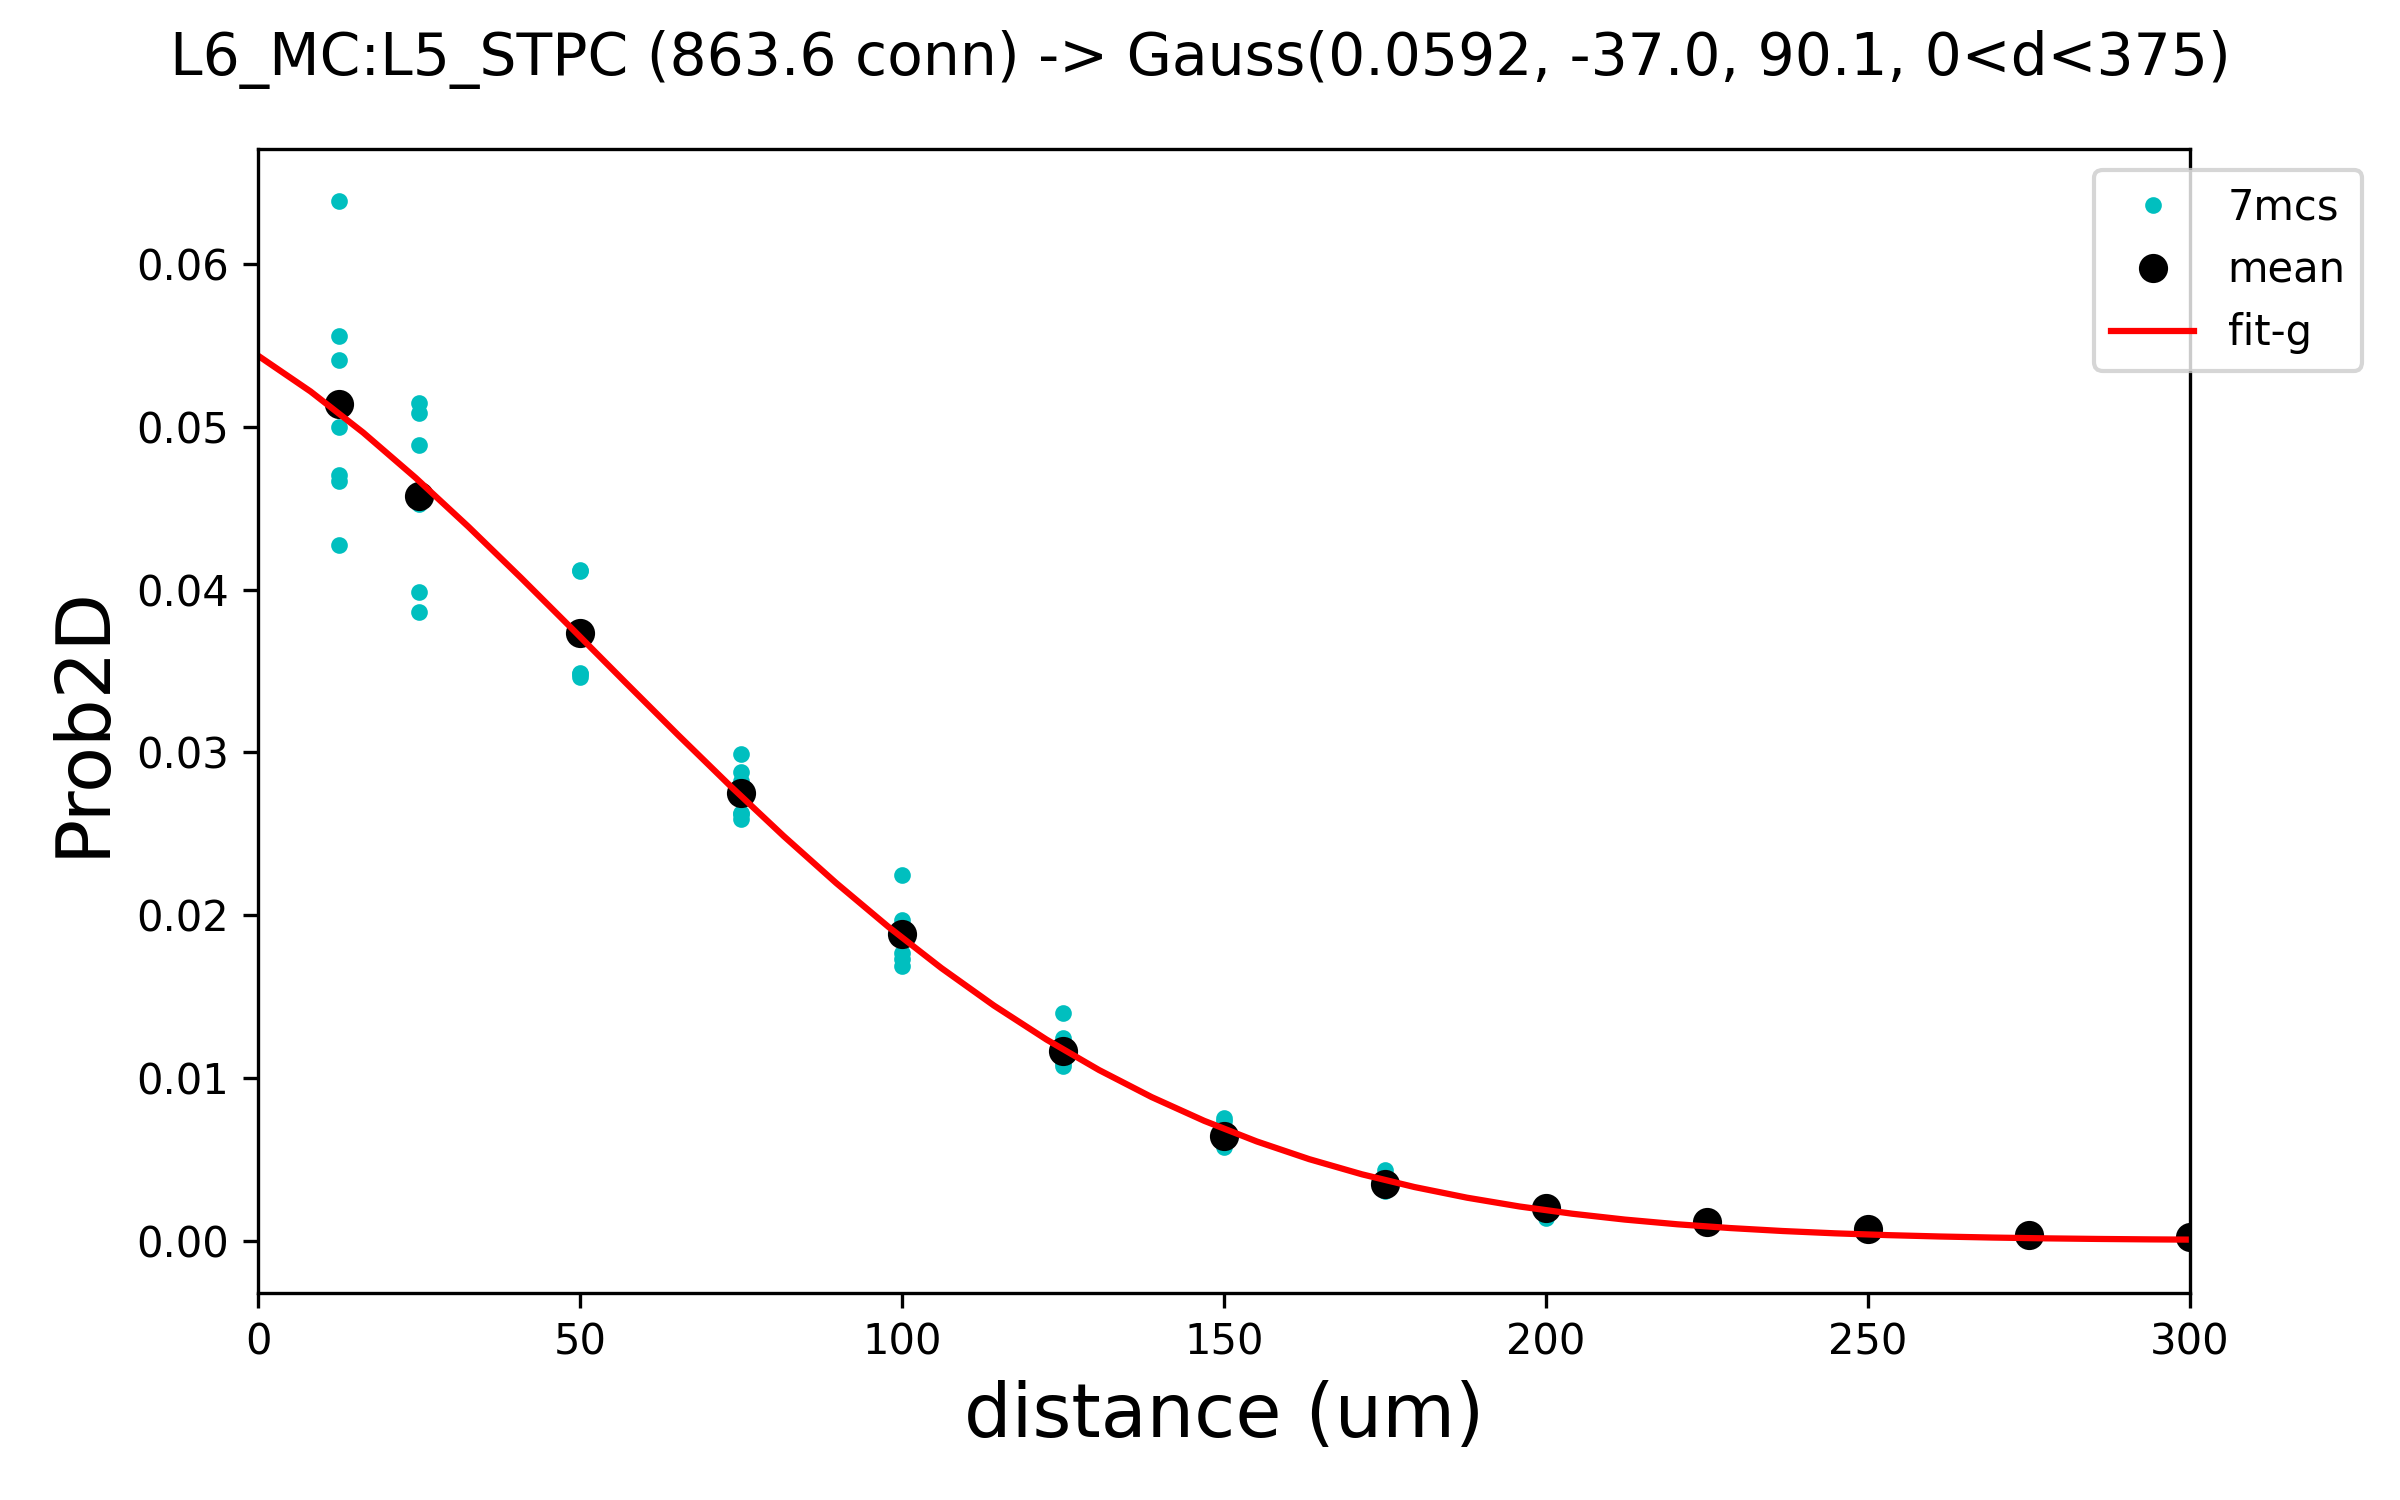 L6_MC:L5_STPC (863.6 conn) -> Gauss(0.0592, -37.0, 90.1, 0<d<375)
7mcs
mean
fit-g
0.06
0.05
0.04
0.03
0.02
0.01
0.00
Prob2D
0 50 100 150 200 250 300
distance (um)